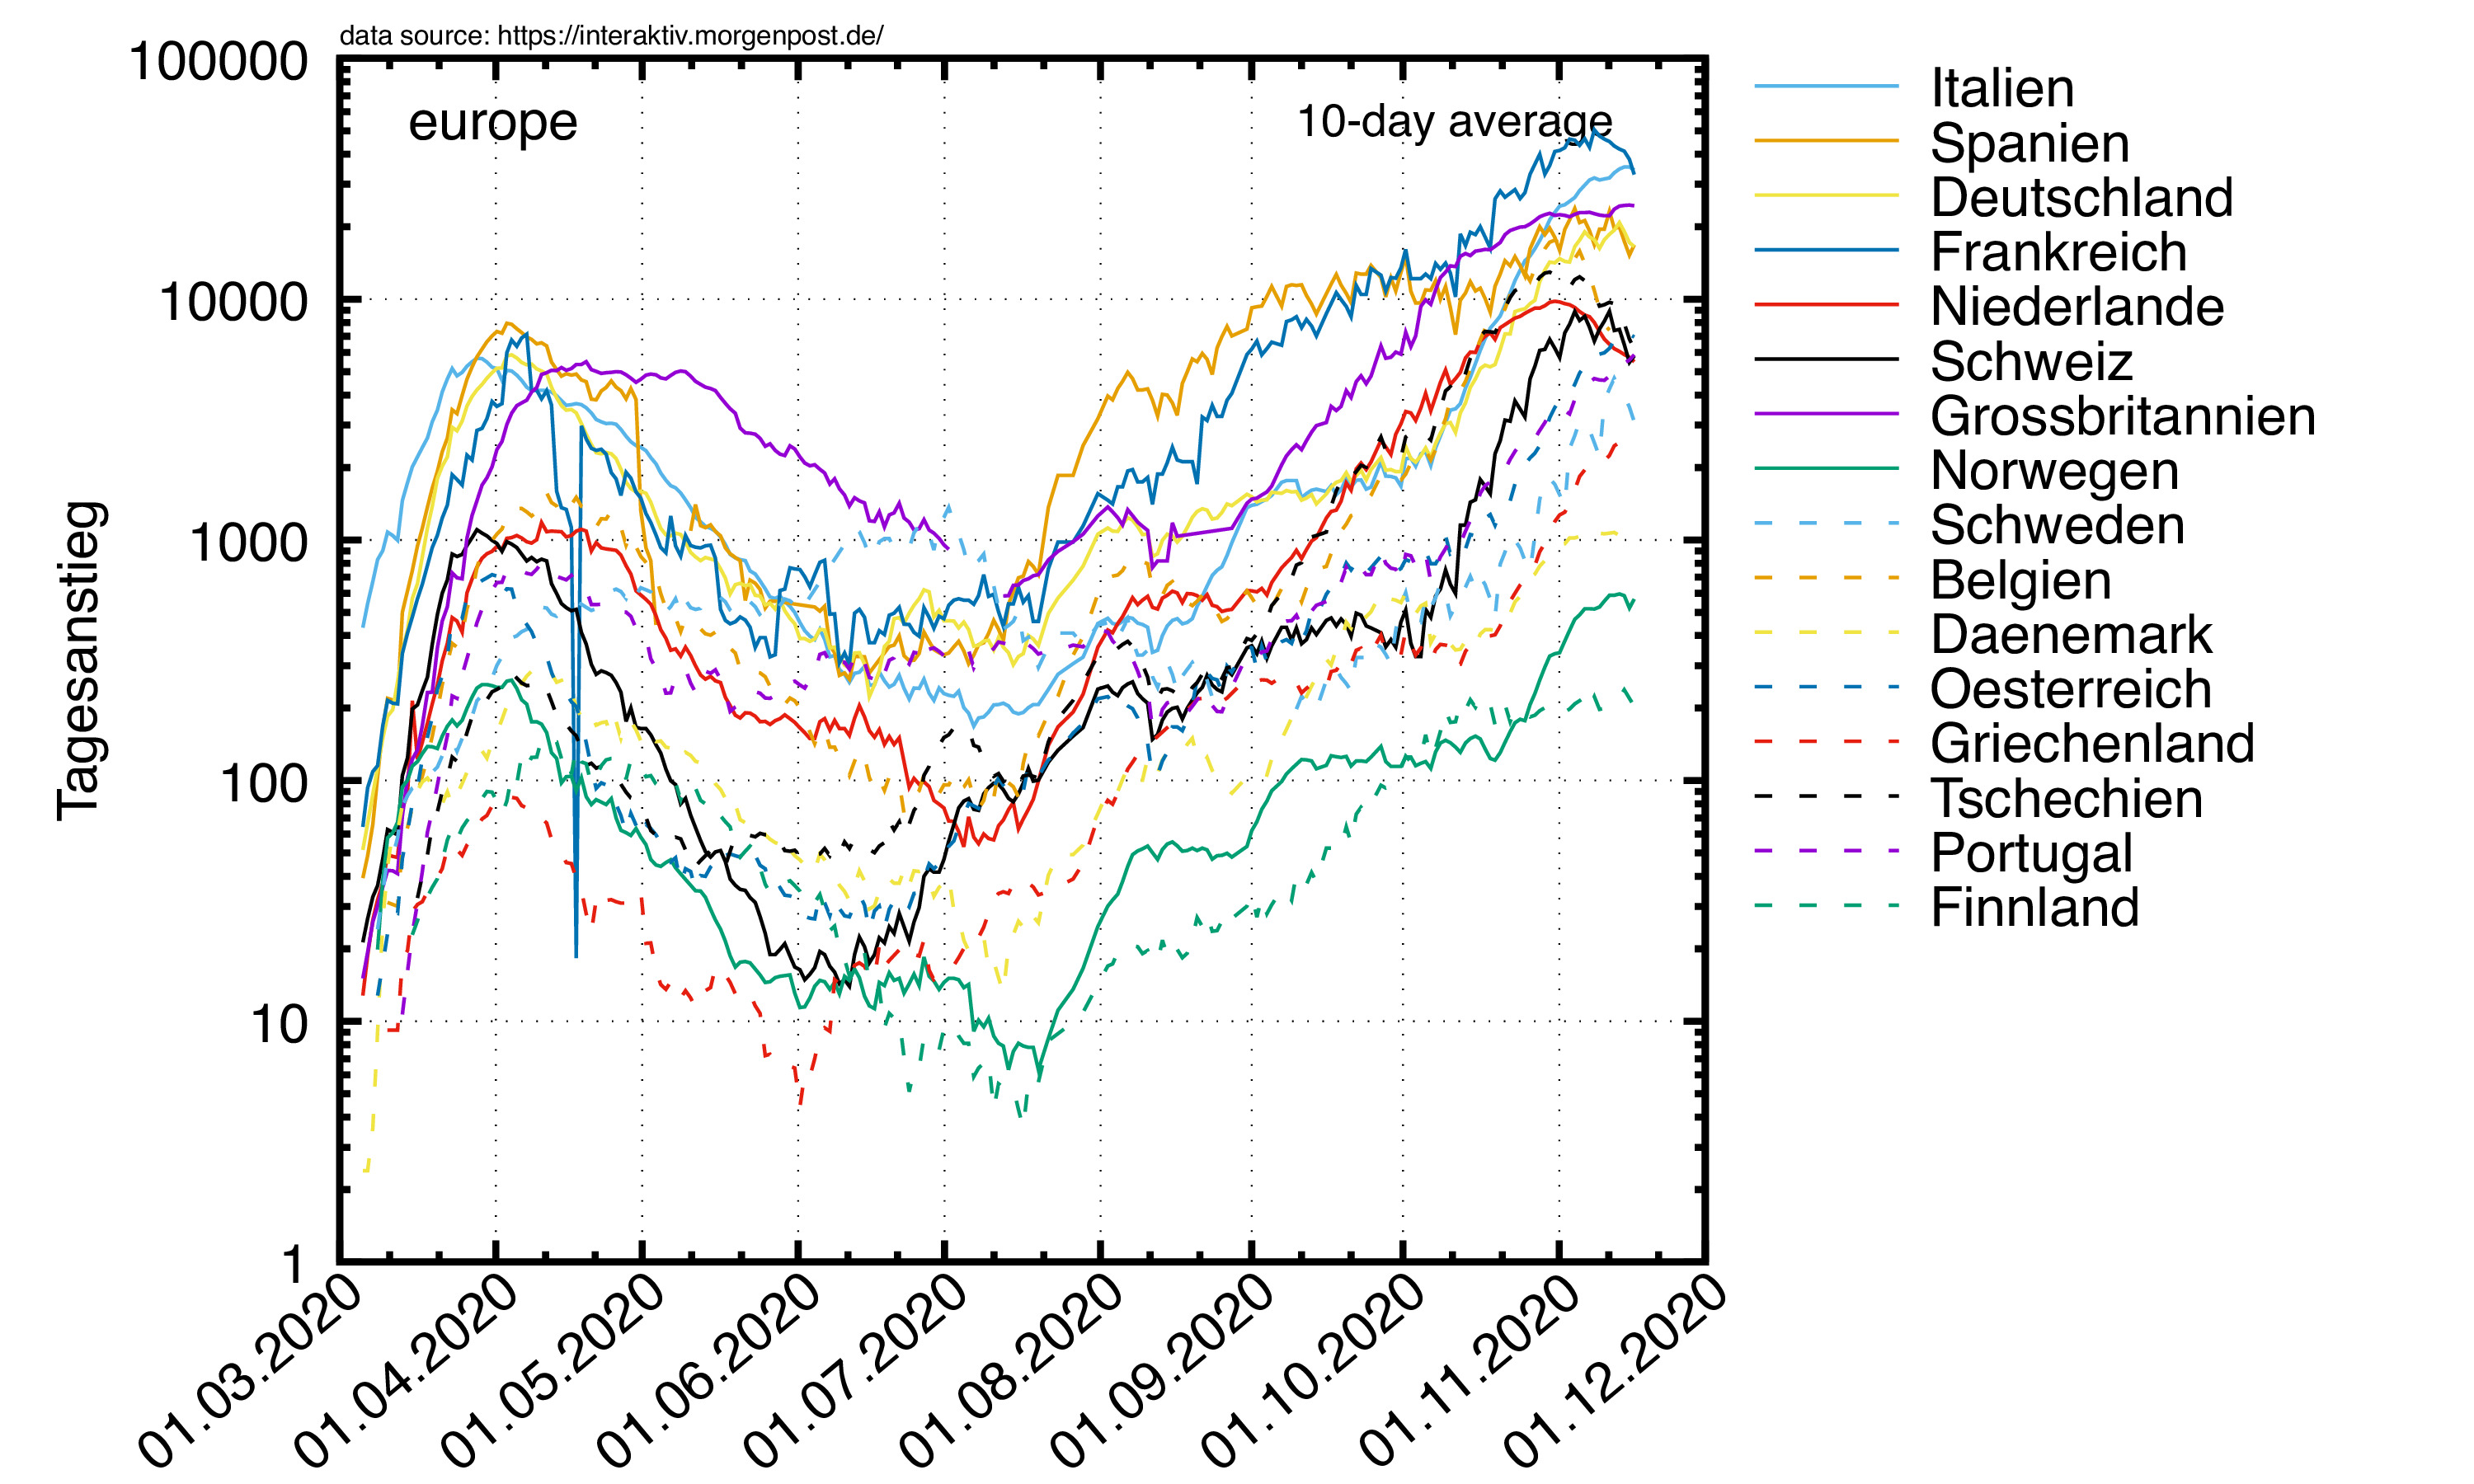 data source: https://interaktiv.morgenpost.de/
europe
10-day average
Tagesanstieg
100000
10000
1000
100
10
1
01.03.2020
01.04.2020
01.05.2020
01.06.2020
01.07.2020
01.08.2020
01.09.2020
01.10.2020
01.11.2020
01.12.2020
Italien
Spanien
Deutschland
Frankreich
Niederlande
Schweiz
Grossbritannien
Norwegen
Schweden
Belgien
Daenemark
Oesterreich
Griechenland
Tschechien
Portugal
Finnland